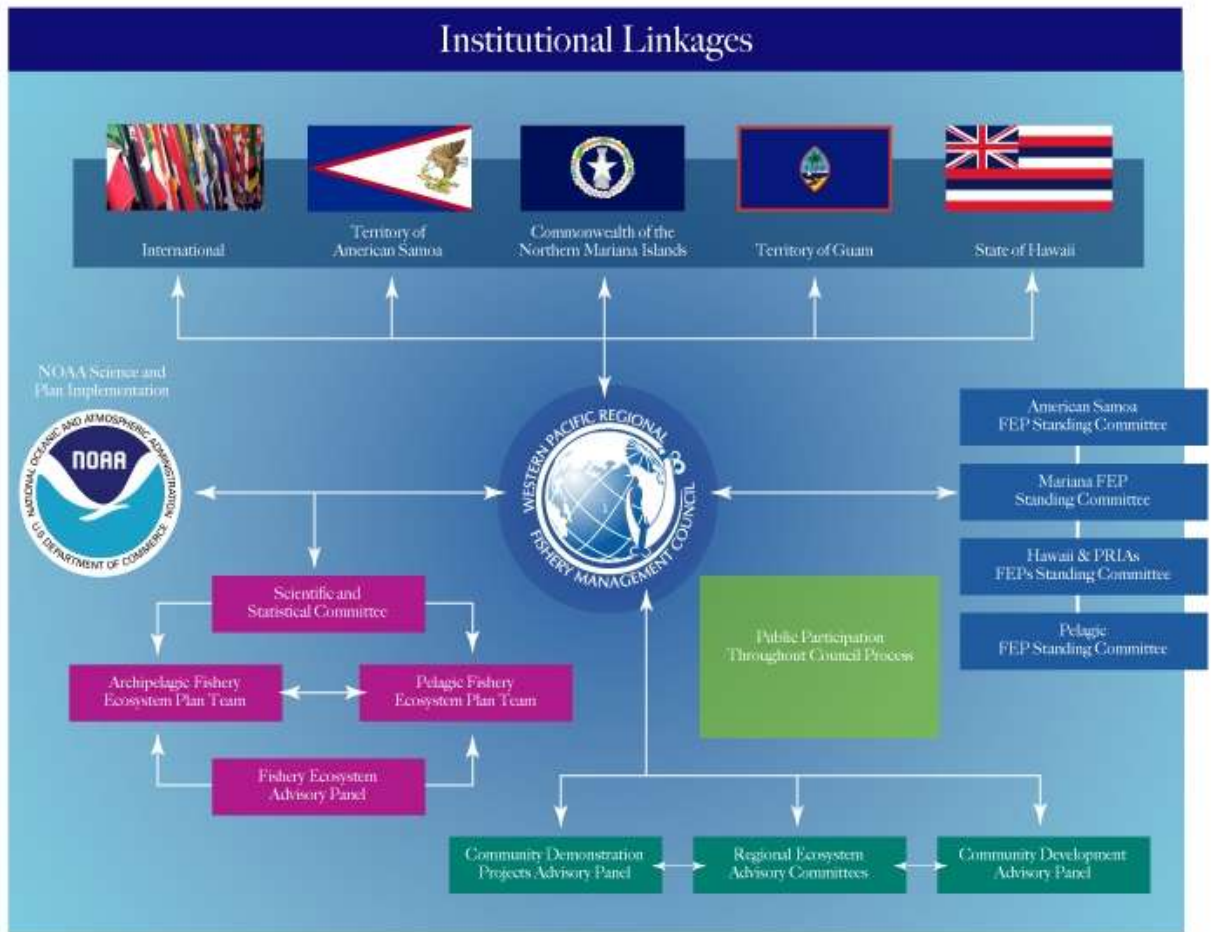 Institutional Linkages
International
Territory of
American Samoa
Commonwealth of the
Northern Mariana Islands
Territory of Guam
State of Hawaii
NOAA Science and
Plan Implementation
NATIONAL OCEANIC AND ATMOSPHERIC ADMINISTRATION
NOAA
U.S. DEPARTMENT OF COMMERCE
WESTERN PACIFIC REGIONAL
FISHERY MANAGEMENT COUNCIL
American Samoa
FEP Standing Committee
Mariana FEP
Standing Committee
Hawaii & PRIAs
FEPs Standing Committee
Pelagic
FEP Standing Committee
Scientific and
Statistical Committee
Archipelagic Fishery
Ecosystem Plan Team
Pelagic Fishery
Ecosystem Plan Team
Fishery Ecosystem
Advisory Panel
Public Participation
Throughout Council Process
Community Demonstration
Projects Advisory Panel
Regional Ecosystem
Advisory Committees
Community Development
Advisory Panel